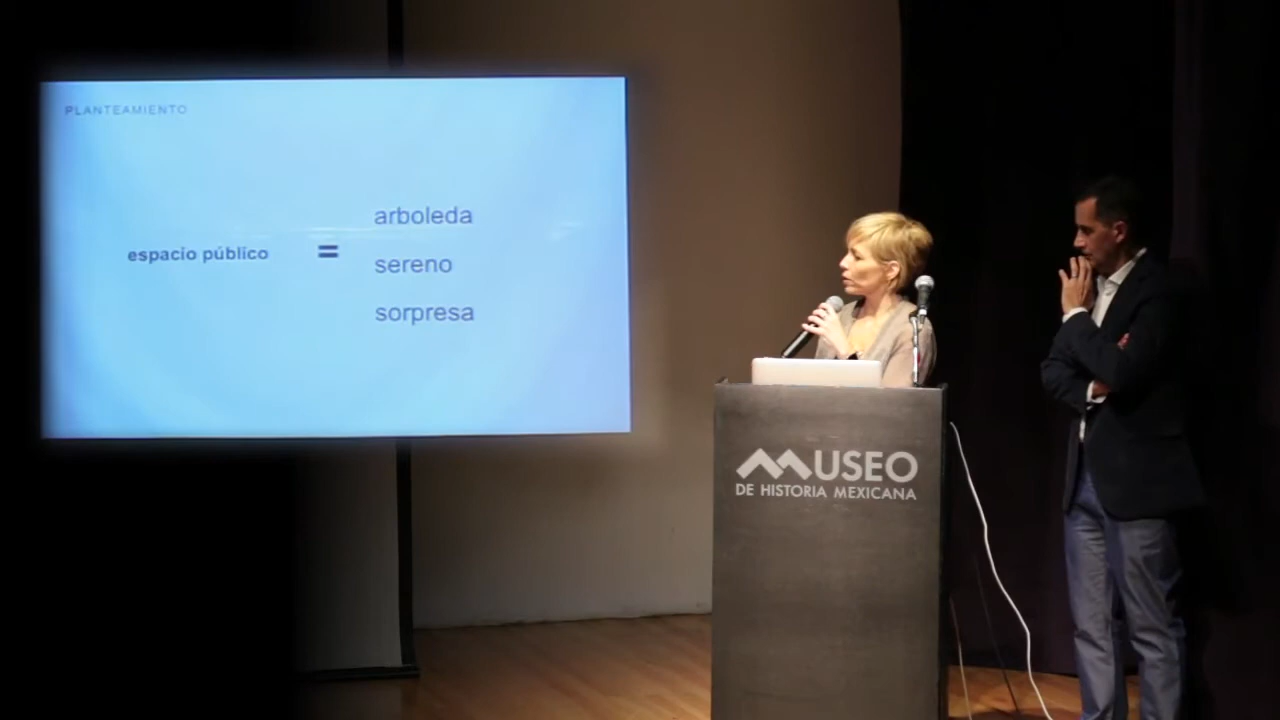 PLANTEAMIENTO
arboleda
espacio público = sereno
sorpresa
MUSEO
DE HISTORIA MEXICANA